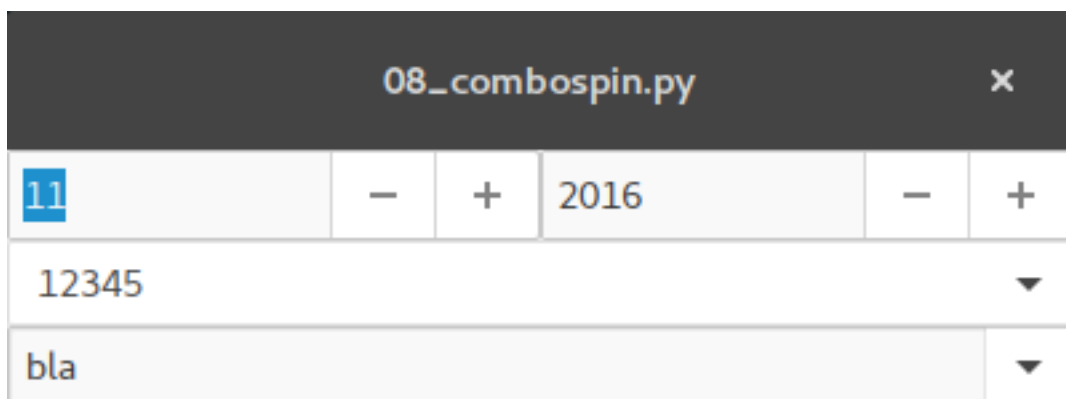 08_combospin.py ×
11 − + 2016 − +
12345
bla